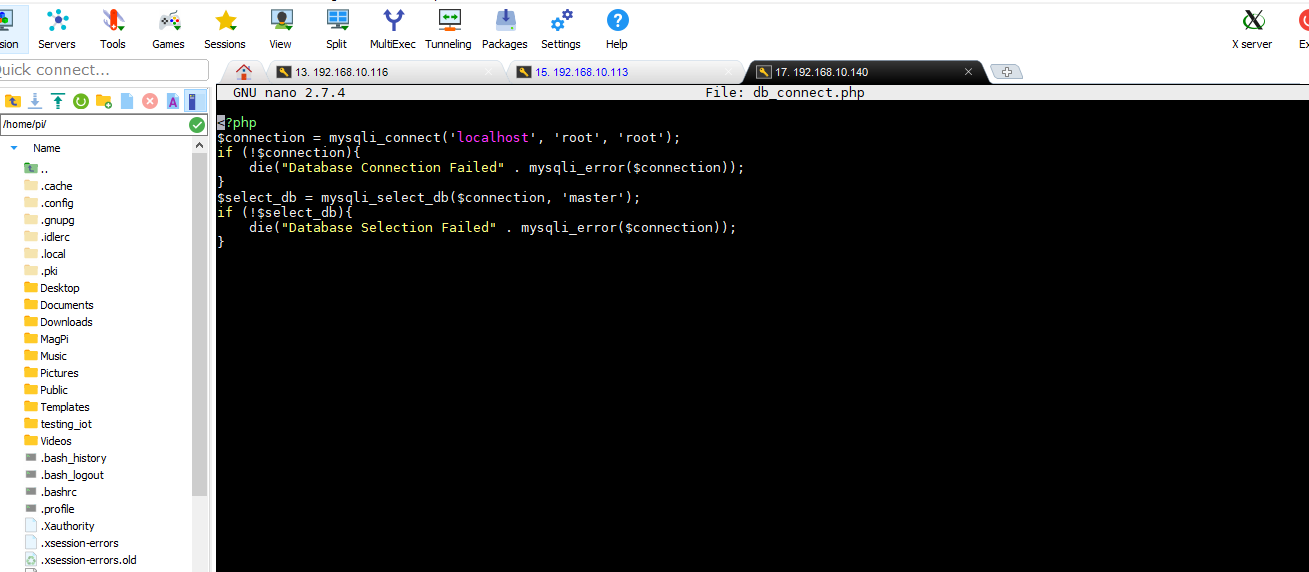 sion Servers Tools Games Sessions View Split MultiExec Tunneling Packages Settings Help X server Ex
Quick connect...
13. 192.168.10.116 15. 192.168.10.113 17. 192.168.10.140
GNU nano 2.7.4 File: db_connect.php
/home/pi/
Name
..
.cache
.config
.gnupg
.idlerc
.local
.pki
Desktop
Documents
Downloads
MagPi
Music
Pictures
Public
Templates
testing_iot
Videos
.bash_history
.bash_logout
.bashrc
.profile
.Xauthority
.xsession-errors
.xsession-errors.old
<?php
$connection = mysqli_connect('localhost', 'root', 'root');
if (!$connection){
    die("Database Connection Failed" . mysqli_error($connection));
}
$select_db = mysqli_select_db($connection, 'master');
if (!$select_db){
    die("Database Selection Failed" . mysqli_error($connection));
}